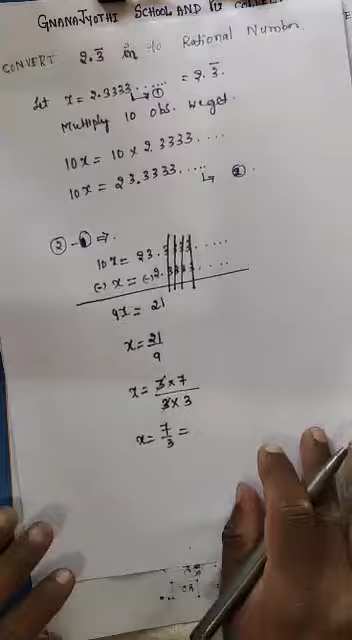 GNANAJYOTHI SCHOOL AND PU
CONVERT 2.3̅ in to Rational Number.
Let x = 2.3333...... = 2.3̅.
↳ ①
Multiply 10 obs. we get.
10x = 10 × 2.3333....
10x = 23.3333.....
↳ ②.
② - ① ⇒.
10x = 23.3333.....
(-) x = (-) 2.3333....
9x = 21
x = 21/9
x = 3 × 7 / 3 × 3
x = 7/3 =